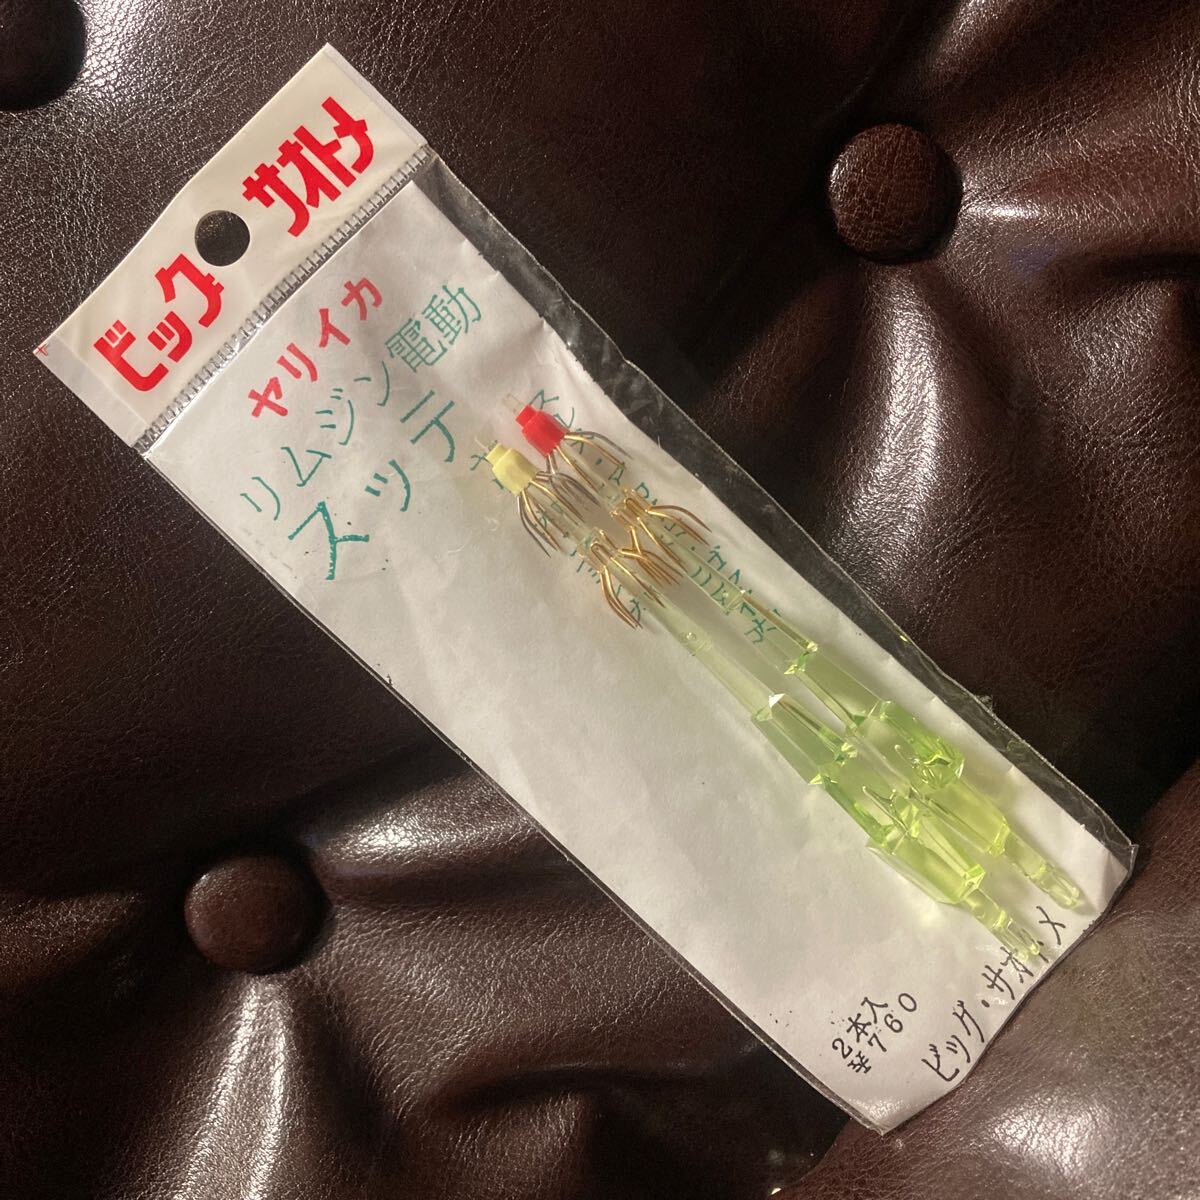 ビッグ サオトメ
ヤリイカ
リムジン電動
スッテ
2本入
¥760
ビッグ・サオトメ